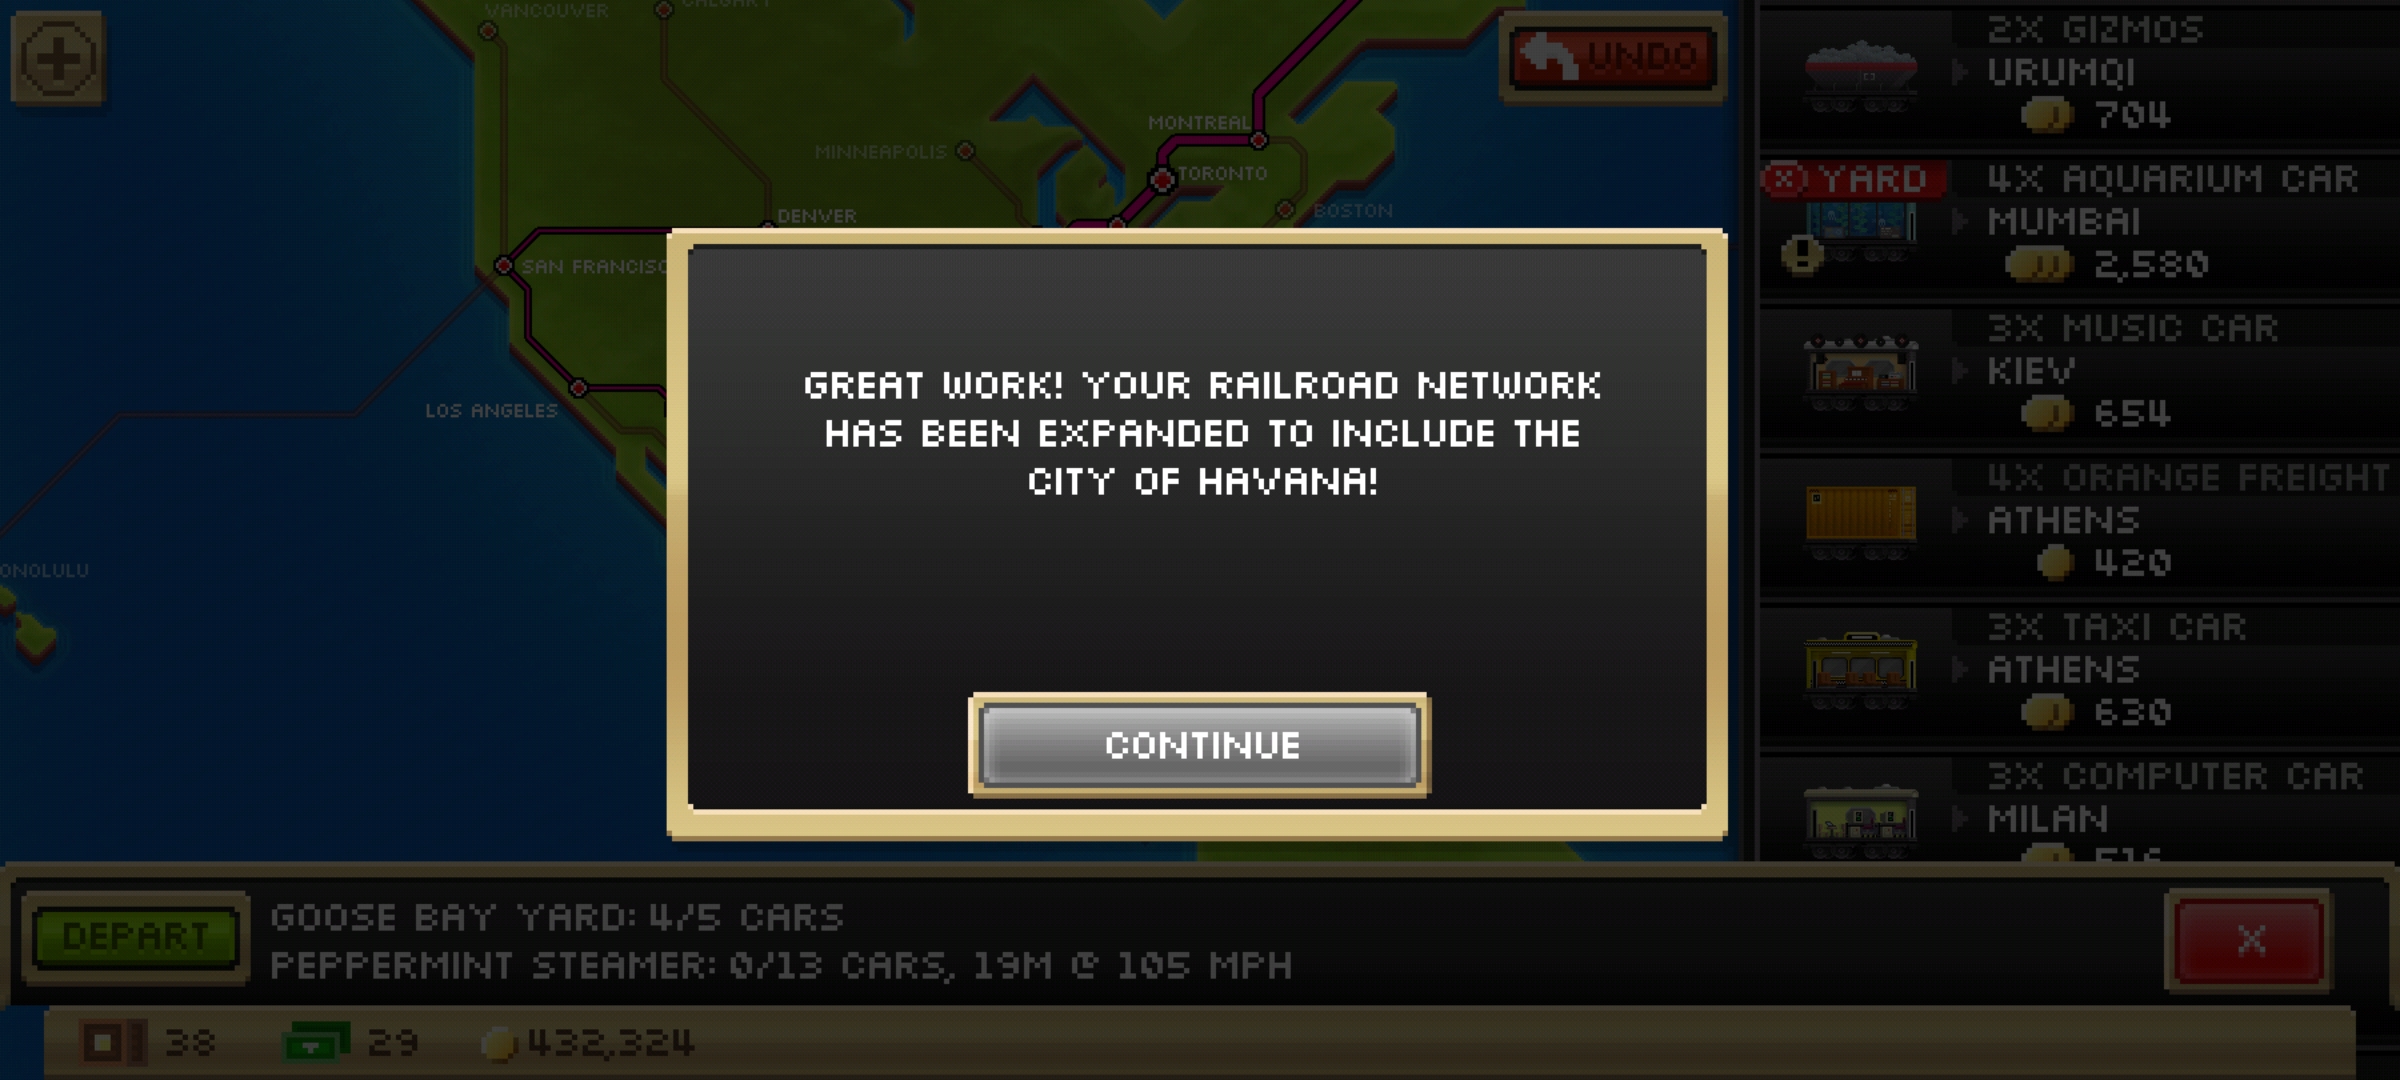 VANCOUVER
CALGARY
UNDO
MONTREAL
MINNEAPOLIS
TORONTO
DENVER
BOSTON
SAN FRANCISC
LOS ANGELES
ONOLULU
GREAT WORK! YOUR RAILROAD NETWORK
HAS BEEN EXPANDED TO INCLUDE THE
CITY OF HAVANA!
CONTINUE
2X GIZMOS
URUMQI
704
YARD
4X AQUARIUM CAR
MUMBAI
2,580
3X MUSIC CAR
KIEV
654
4X ORANGE FREIGHT
ATHENS
420
3X TAXI CAR
ATHENS
630
3X COMPUTER CAR
MILAN
DEPART
GOOSE BAY YARD: 4/5 CARS
PEPPERMINT STEAMER: 0/13 CARS, 19M @ 105 MPH
X
38
29
432,324